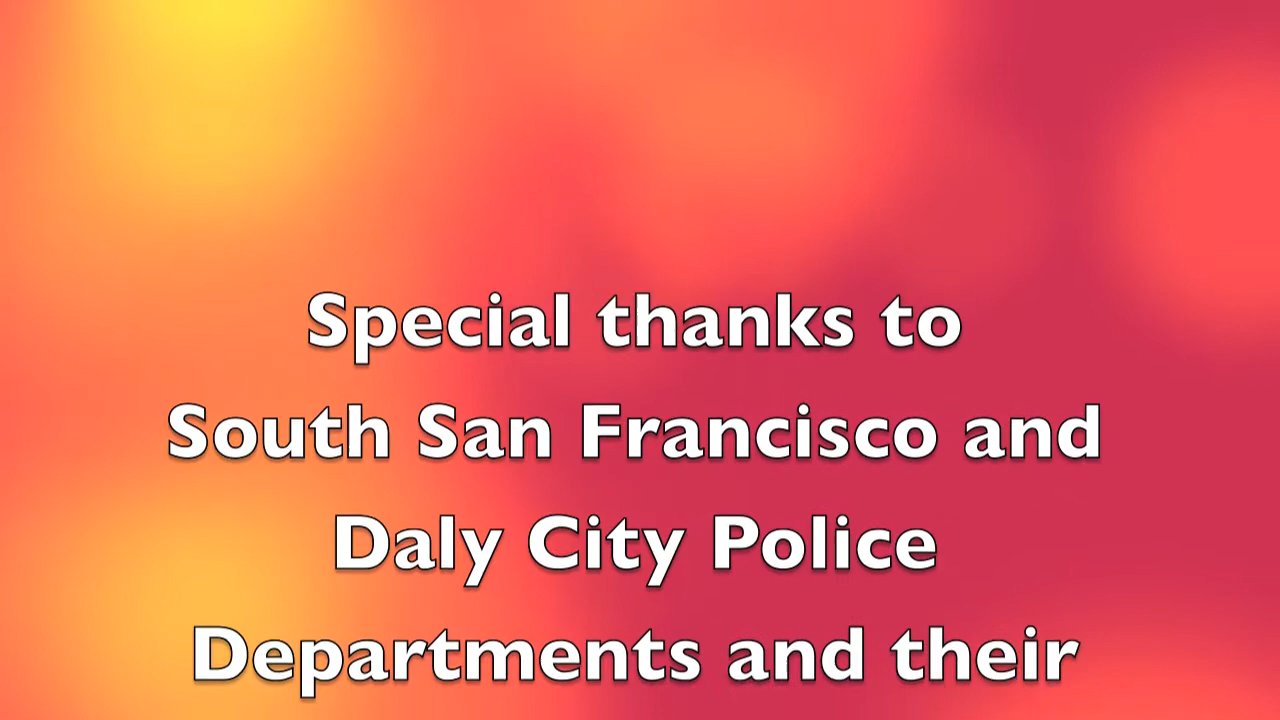 Special thanks to
South San Francisco and
Daly City Police
Departments and their